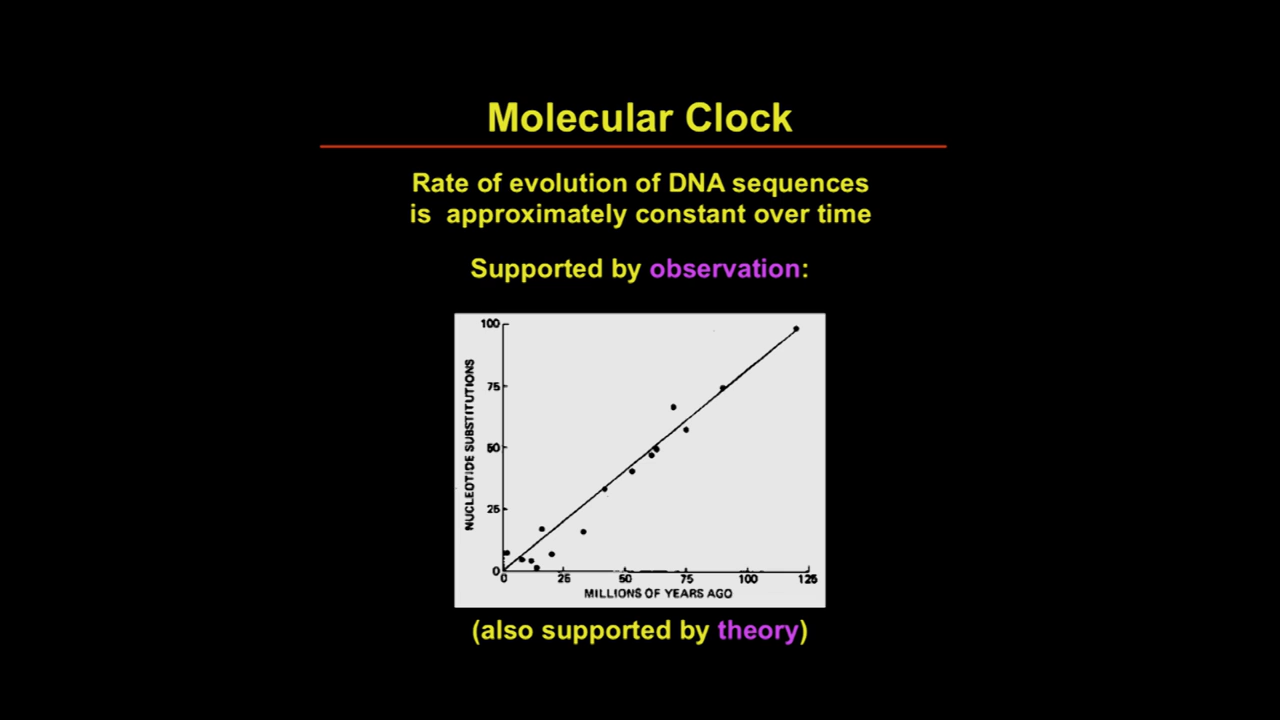 Molecular Clock
Rate of evolution of DNA sequences
is approximately constant over time
Supported by observation:
100
75
50
25
0
NUCLEOTIDE SUBSTITUTIONS
0 25 50 75 100 125
MILLIONS OF YEARS AGO
(also supported by theory)